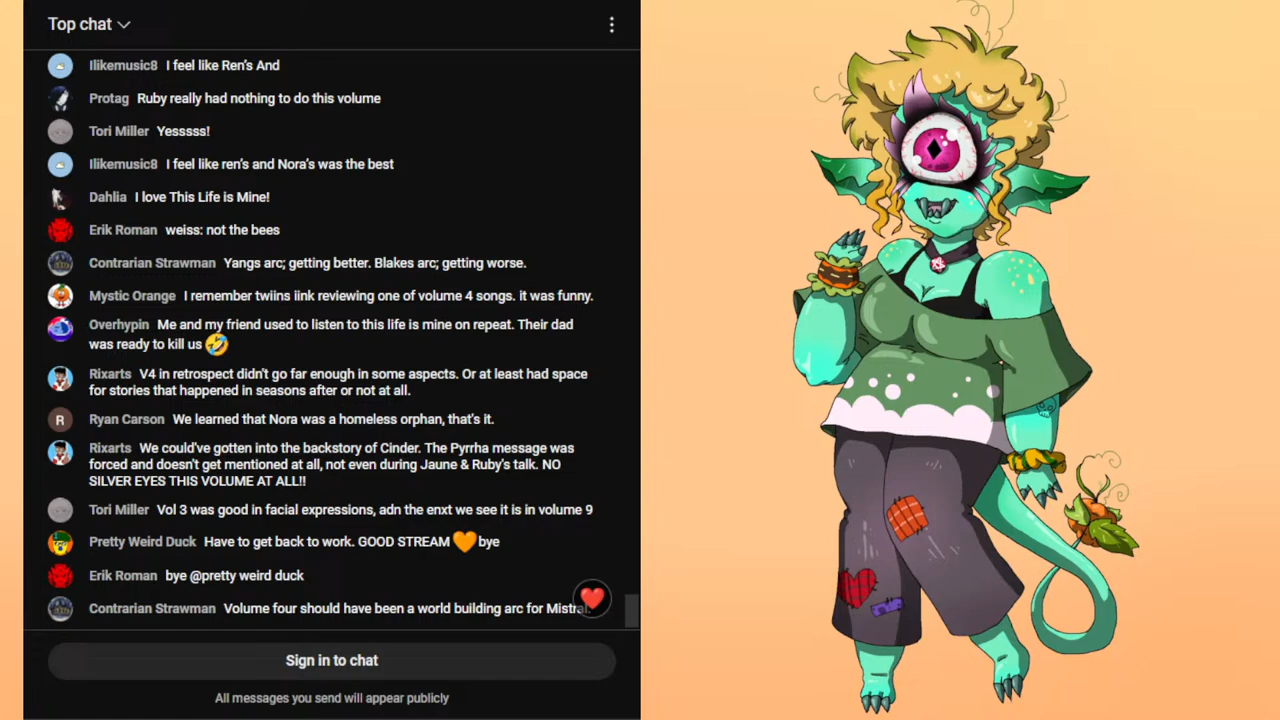 Top chat
Ilikemusic8 I feel like Ren's And
Protag Ruby really had nothing to do this volume
Tori Miller Yesssss!
Ilikemusic8 I feel like ren's and Nora's was the best
Dahlia I love This Life is Mine!
Erik Roman weiss: not the bees
Contrarian Strawman Yangs arc; getting better. Blakes arc; getting worse.
Mystic Orange I remember twiins iink reviewing one of volume 4 songs. it was funny.
Overhypin Me and my friend used to listen to this life is mine on repeat. Their dad
was ready to kill us 🤣
Rixarts V4 in retrospect didn't go far enough in some aspects. Or at least had space
for stories that happened in seasons after or not at all.
R Ryan Carson We learned that Nora was a homeless orphan, that's it.
Rixarts We could've gotten into the backstory of Cinder. The Pyrrha message was
forced and doesn't get mentioned at all, not even during Jaune & Ruby's talk. NO
SILVER EYES THIS VOLUME AT ALL!!
Tori Miller Vol 3 was good in facial expressions, adn the enxt we see it is in volume 9
Pretty Weird Duck Have to get back to work. GOOD STREAM 🧡 bye
Erik Roman bye @pretty weird duck
Contrarian Strawman Volume four should have been a world building arc for Mistral.
Sign in to chat
All messages you send will appear publicly